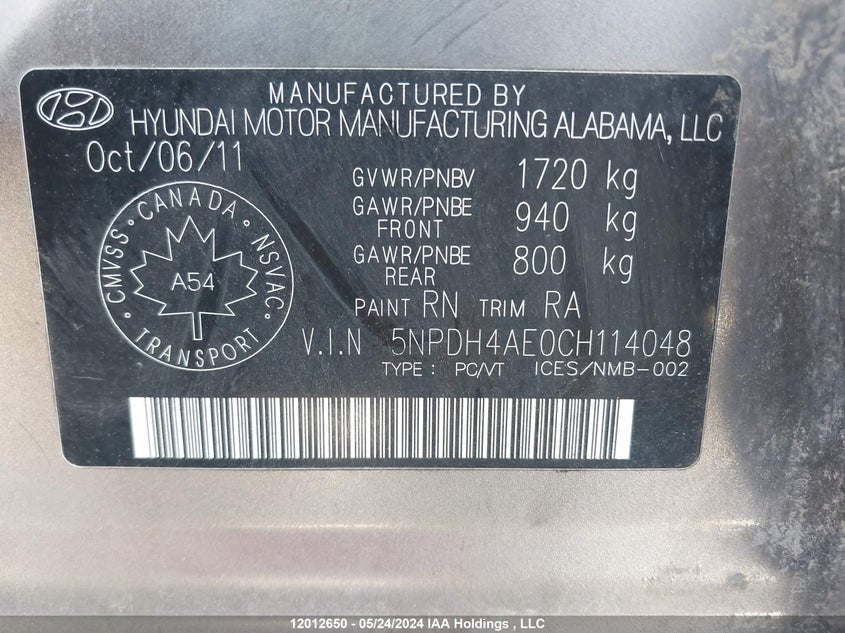 MANUFACTURED BY
HYUNDAI MOTOR MANUFACTURING ALABAMA, LLC
Oct/06/11
GVWR/PNBV 1720 kg
GAWR/PNBE FRONT 940 kg
GAWR/PNBE REAR 800 kg
PAINT RN TRIM RA
CMVSS · CANADA · NSVAC · TRANSPORT ·
A54
V.I.N 5NPDH4AE0CH114048
TYPE : PC/VT ICES/NMB-002
12012650 - 05/24/2024 IAA Holdings , LLC